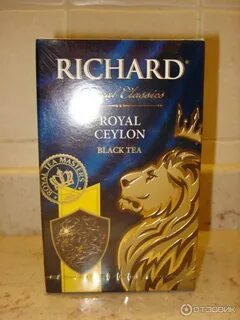 RICHARD
Royal Classics
ROYAL
CEYLON
BLACK TEA
ROYAL TEA MASTERS
ОТЗОВИК